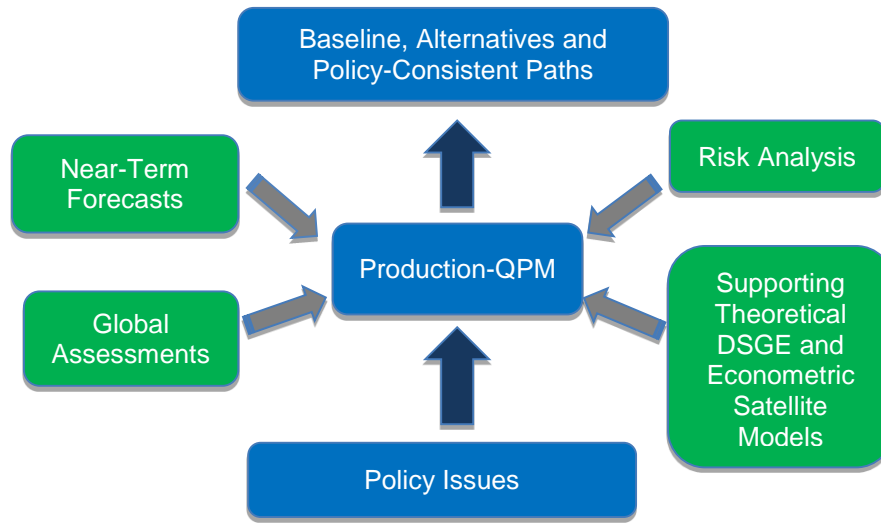 Baseline, Alternatives and
Policy-Consistent Paths
Near-Term
Forecasts
Risk Analysis
Production-QPM
Global
Assessments
Supporting
Theoretical
DSGE and
Econometric
Satellite
Models
Policy Issues